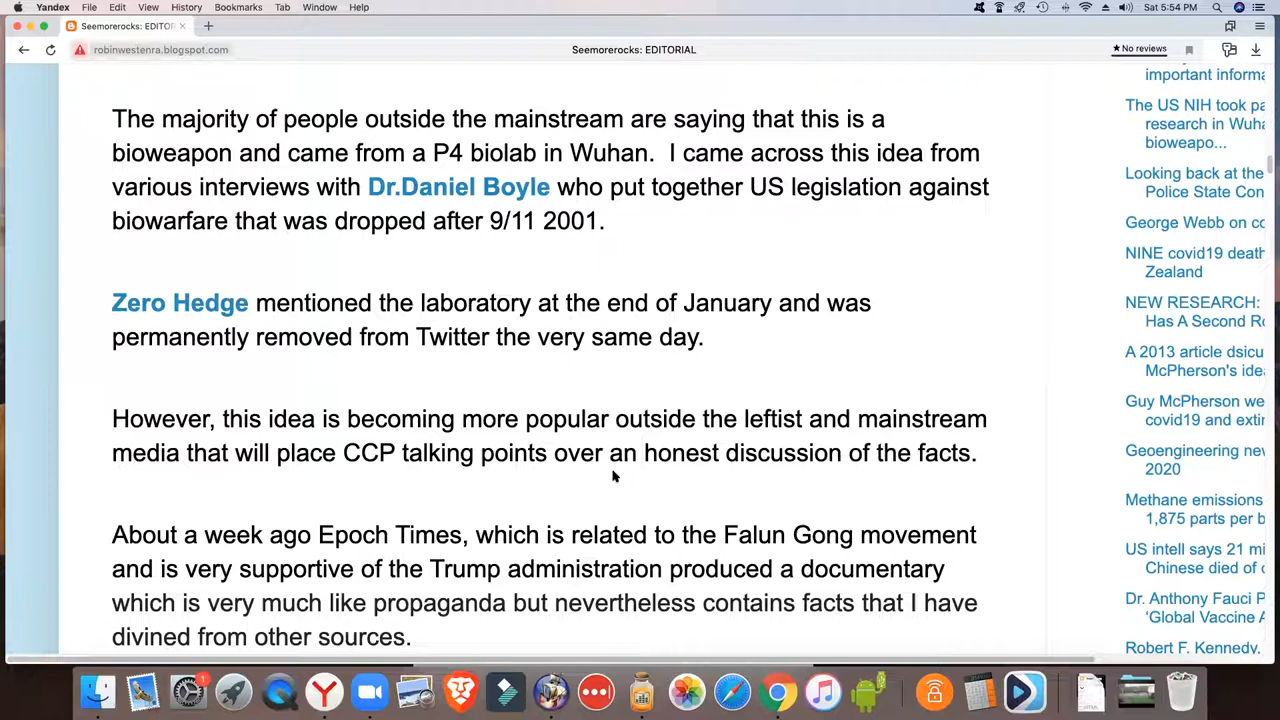 Yandex File Edit View History Bookmarks Tab Window Help
Sat 5:54 PM
Seemorerocks: EDITOR
robinwestenra.blogspot.com
Seemorerocks: EDITORIAL
★ No reviews
The majority of people outside the mainstream are saying that this is a
bioweapon and came from a P4 biolab in Wuhan. I came across this idea from
various interviews with Dr.Daniel Boyle who put together US legislation against
biowarfare that was dropped after 9/11 2001.
Zero Hedge mentioned the laboratory at the end of January and was
permanently removed from Twitter the very same day.
However, this idea is becoming more popular outside the leftist and mainstream
media that will place CCP talking points over an honest discussion of the facts.
About a week ago Epoch Times, which is related to the Falun Gong movement
and is very supportive of the Trump administration produced a documentary
which is very much like propaganda but nevertheless contains facts that I have
divined from other sources.
important informa
The US NIH took pa
research in Wuha
bioweapo...
Looking back at the
Police State Con
George Webb on co
NINE covid19 death
Zealand
NEW RESEARCH:
Has A Second Ro
A 2013 article dsicu
McPherson's idea
Guy McPherson we
covid19 and extin
Geoengineering nev
2020
Methane emissions
1,875 parts per b
US intell says 21 mi
Chinese died of c
Dr. Anthony Fauci P
'Global Vaccine A
Robert F. Kennedy.
1